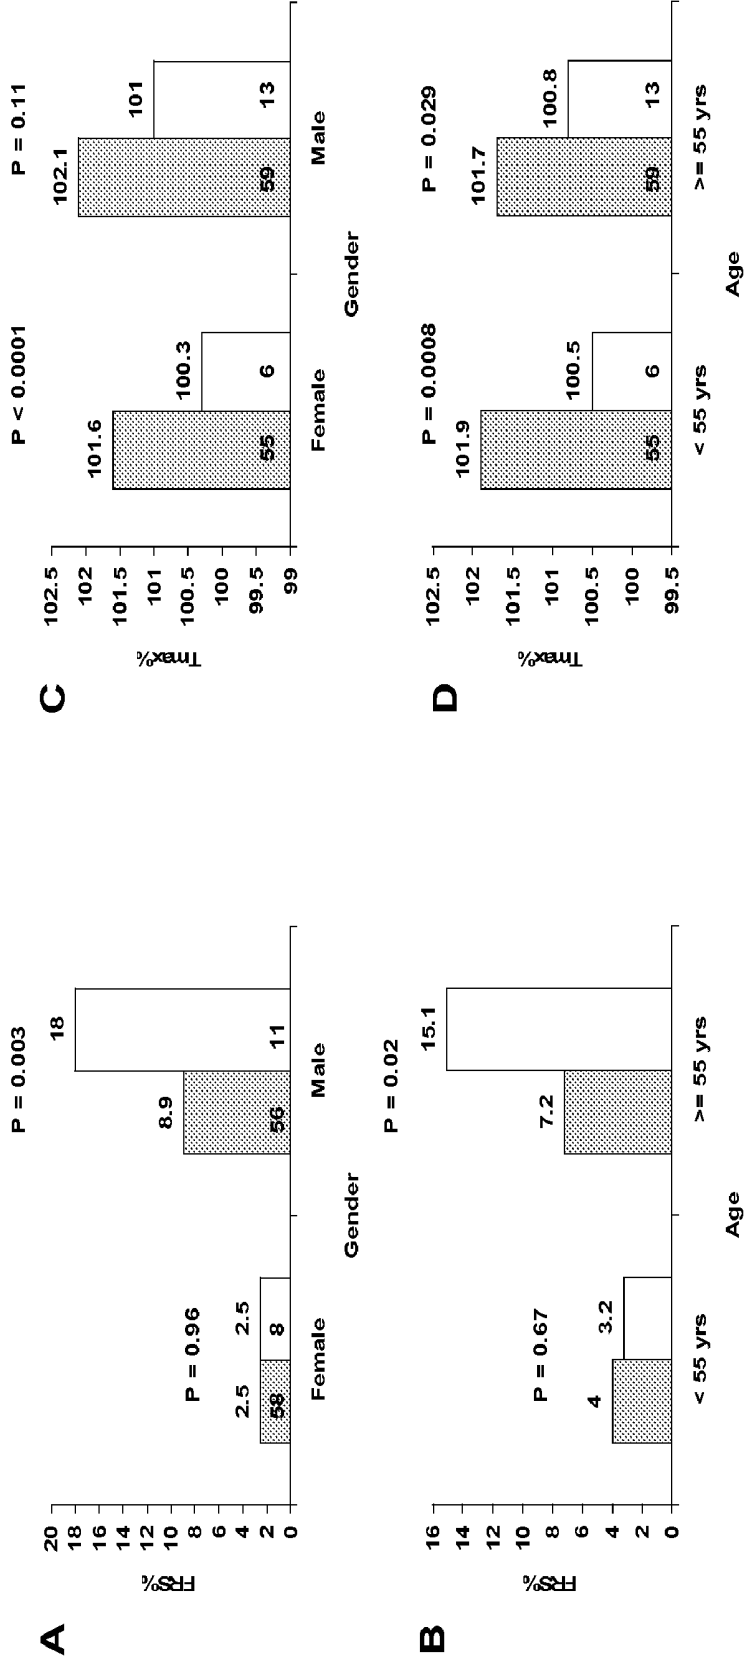 A
P = 0.003
18
20
18
16
14
12
10
8
6
4
2
0
FRS%
P = 0.96
8.9
2.5
2.5
58
8
56
11
Female
Male
Gender
B
P = 0.02
15.1
16
14
12
10
8
6
4
2
0
FRS%
P = 0.67
7.2
4
3.2
< 55 yrs
>= 55 yrs
Age
C
P < 0.0001
P = 0.11
102.5
102
101.5
101
100.5
100
99.5
99
Tmax%
101.6
100.3
102.1
101
55
6
59
13
Female
Male
Gender
D
P = 0.0008
P = 0.029
102.5
102
101.5
101
100.5
100
99.5
Tmax%
101.9
100.5
101.7
100.8
55
6
59
13
< 55 yrs
>= 55 yrs
Age